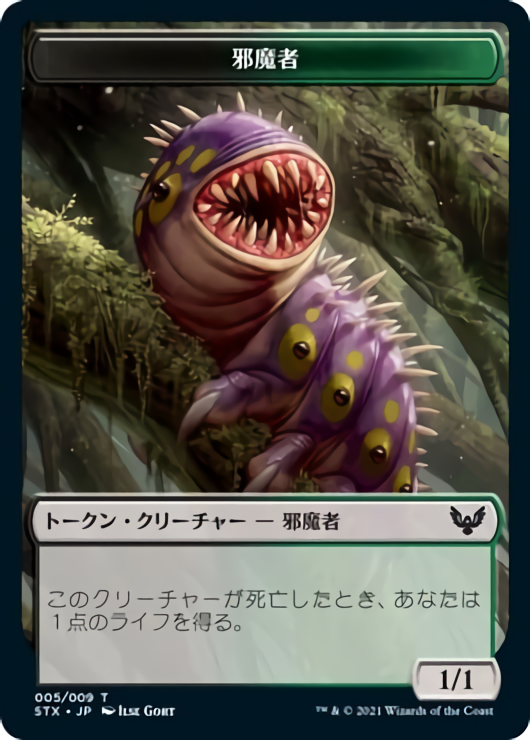 邪魔者
トークン・クリーチャー — 邪魔者
このクリーチャーが死亡したとき、あなたは
１点のライフを得る。
1/1
005/009 T
STX • JP Ilse Gort
™ & © 2021 Wizards of the Coast